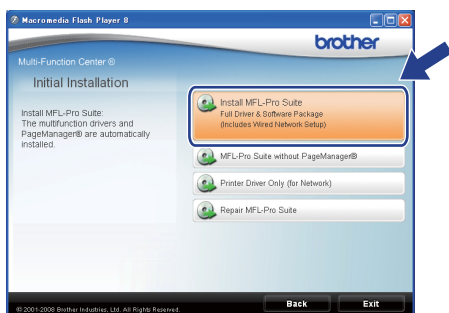 Macromedia Flash Player 8
brother
Multi-Function Center ®
Initial Installation
Install MFL-Pro Suite:
The multifunction drivers and
PageManager® are automatically
installed.
Install MFL-Pro Suite
Full Driver & Software Package
(Includes Wired Network Setup)
MFL-Pro Suite without PageManager®
Printer Driver Only (for Network)
Repair MFL-Pro Suite
© 2001-2008 Brother Industries, Ltd. All Rights Reserved.
Back
Exit